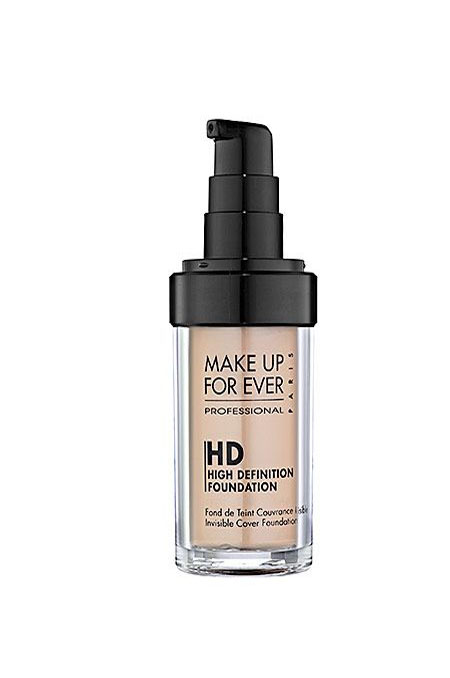 MAKE UP
FOR EVER
PROFESSIONAL
PARIS
HD
HIGH DEFINITION
FOUNDATION
Fond de Teint Couvrance
Invisible Cover Foundation